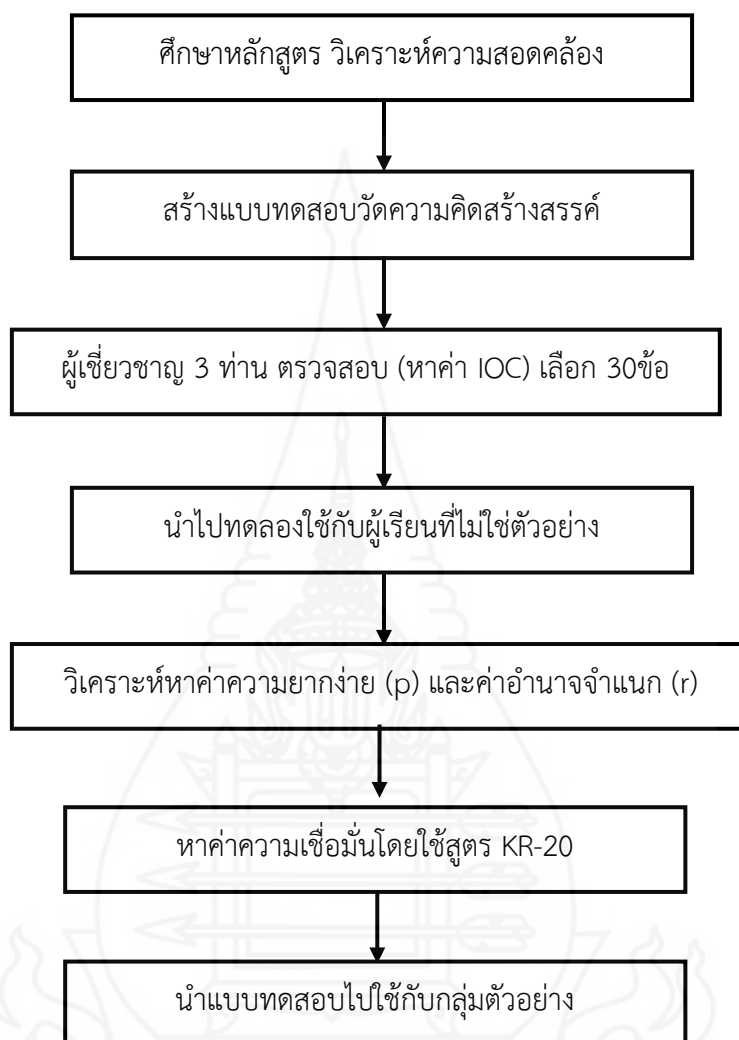 ศึกษาหลักสูตร วิเคราะห์ความสอดคล้อง
สร้างแบบทดสอบวัดความคิดสร้างสรรค์
ผู้เชี่ยวชาญ 3 ท่าน ตรวจสอบ (หาค่า IOC) เลือก 30ข้อ
นำไปทดลองใช้กับผู้เรียนที่ไม่ใช่ตัวอย่าง
วิเคราะห์หาค่าความยากง่าย (p) และค่าอำนาจจำแนก (r)
หาค่าความเชื่อมั่นโดยใช้สูตร KR-20
นำแบบทดสอบไปใช้กับกลุ่มตัวอย่าง